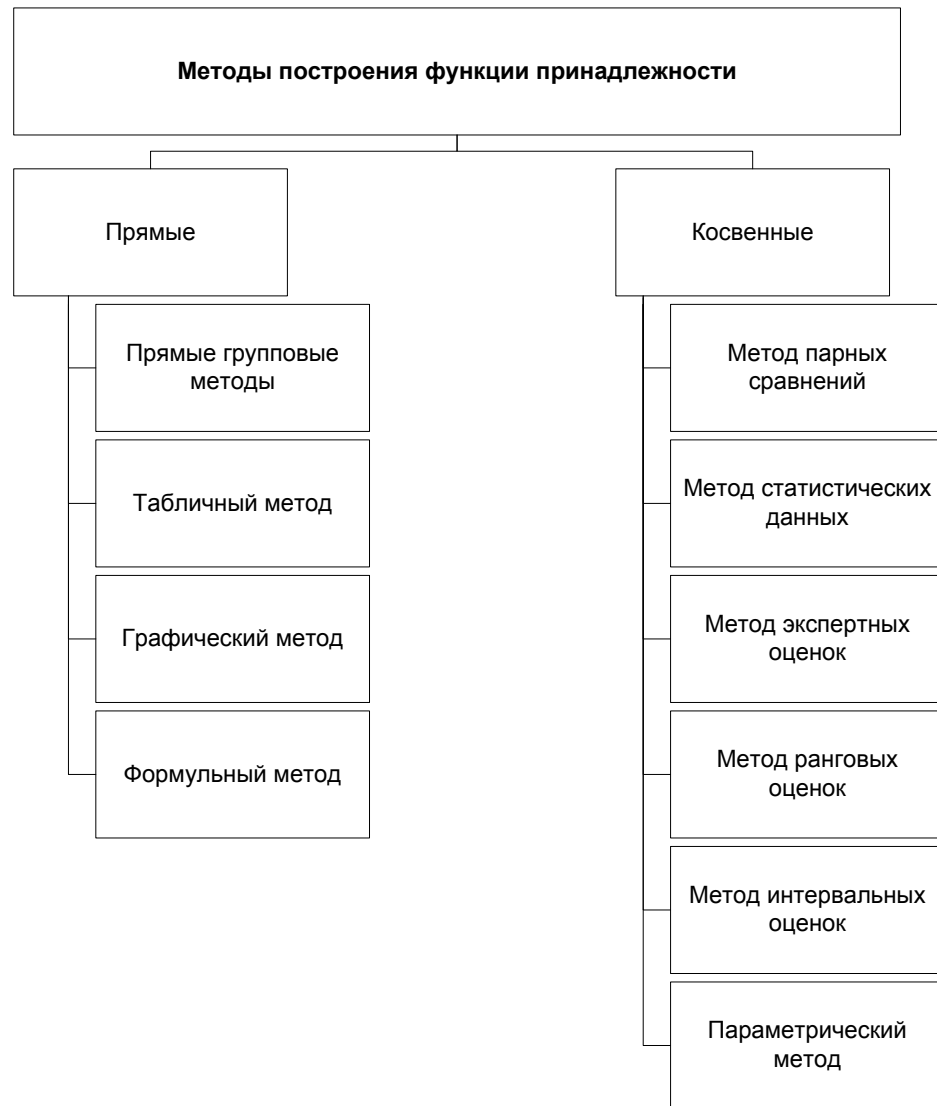 Методы построения функции принадлежности
Прямые
Прямые групповые
методы
Табличный метод
Графический метод
Формульный метод
Косвенные
Метод парных
сравнений
Метод статистических
данных
Метод экспертных
оценок
Метод ранговых
оценок
Метод интервальных
оценок
Параметрический
метод